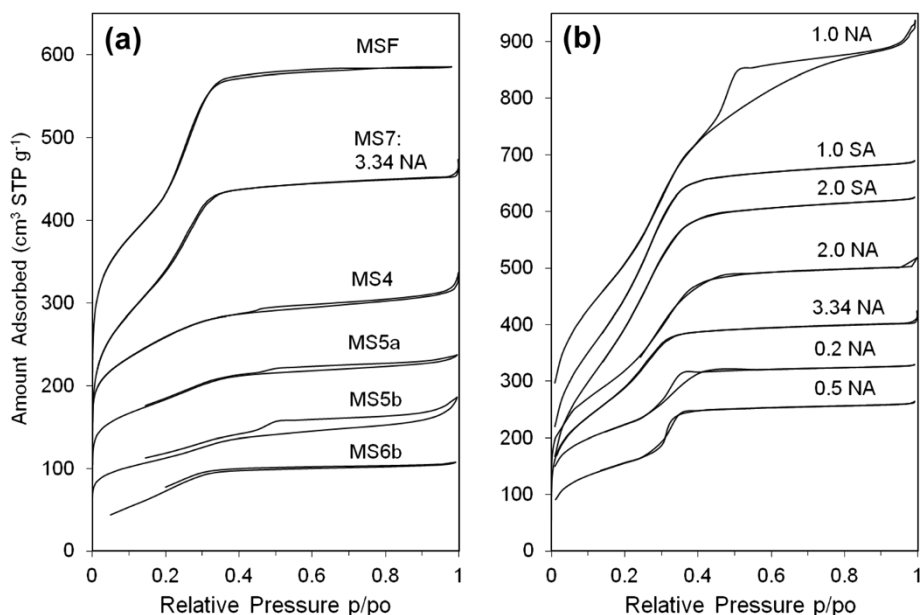 (a)
Amount Adsorbed (cm³ STP g⁻¹)
600
500
400
300
200
100
0
MSF
MS7:
3.34 NA
MS4
MS5a
MS5b
MS6b
0 0.2 0.4 0.6 0.8 1
Relative Pressure p/po
(b)
900
800
700
600
500
400
300
200
100
0
1.0 NA
1.0 SA
2.0 SA
2.0 NA
3.34 NA
0.2 NA
0.5 NA
0 0.2 0.4 0.6 0.8 1
Relative Pressure p/po